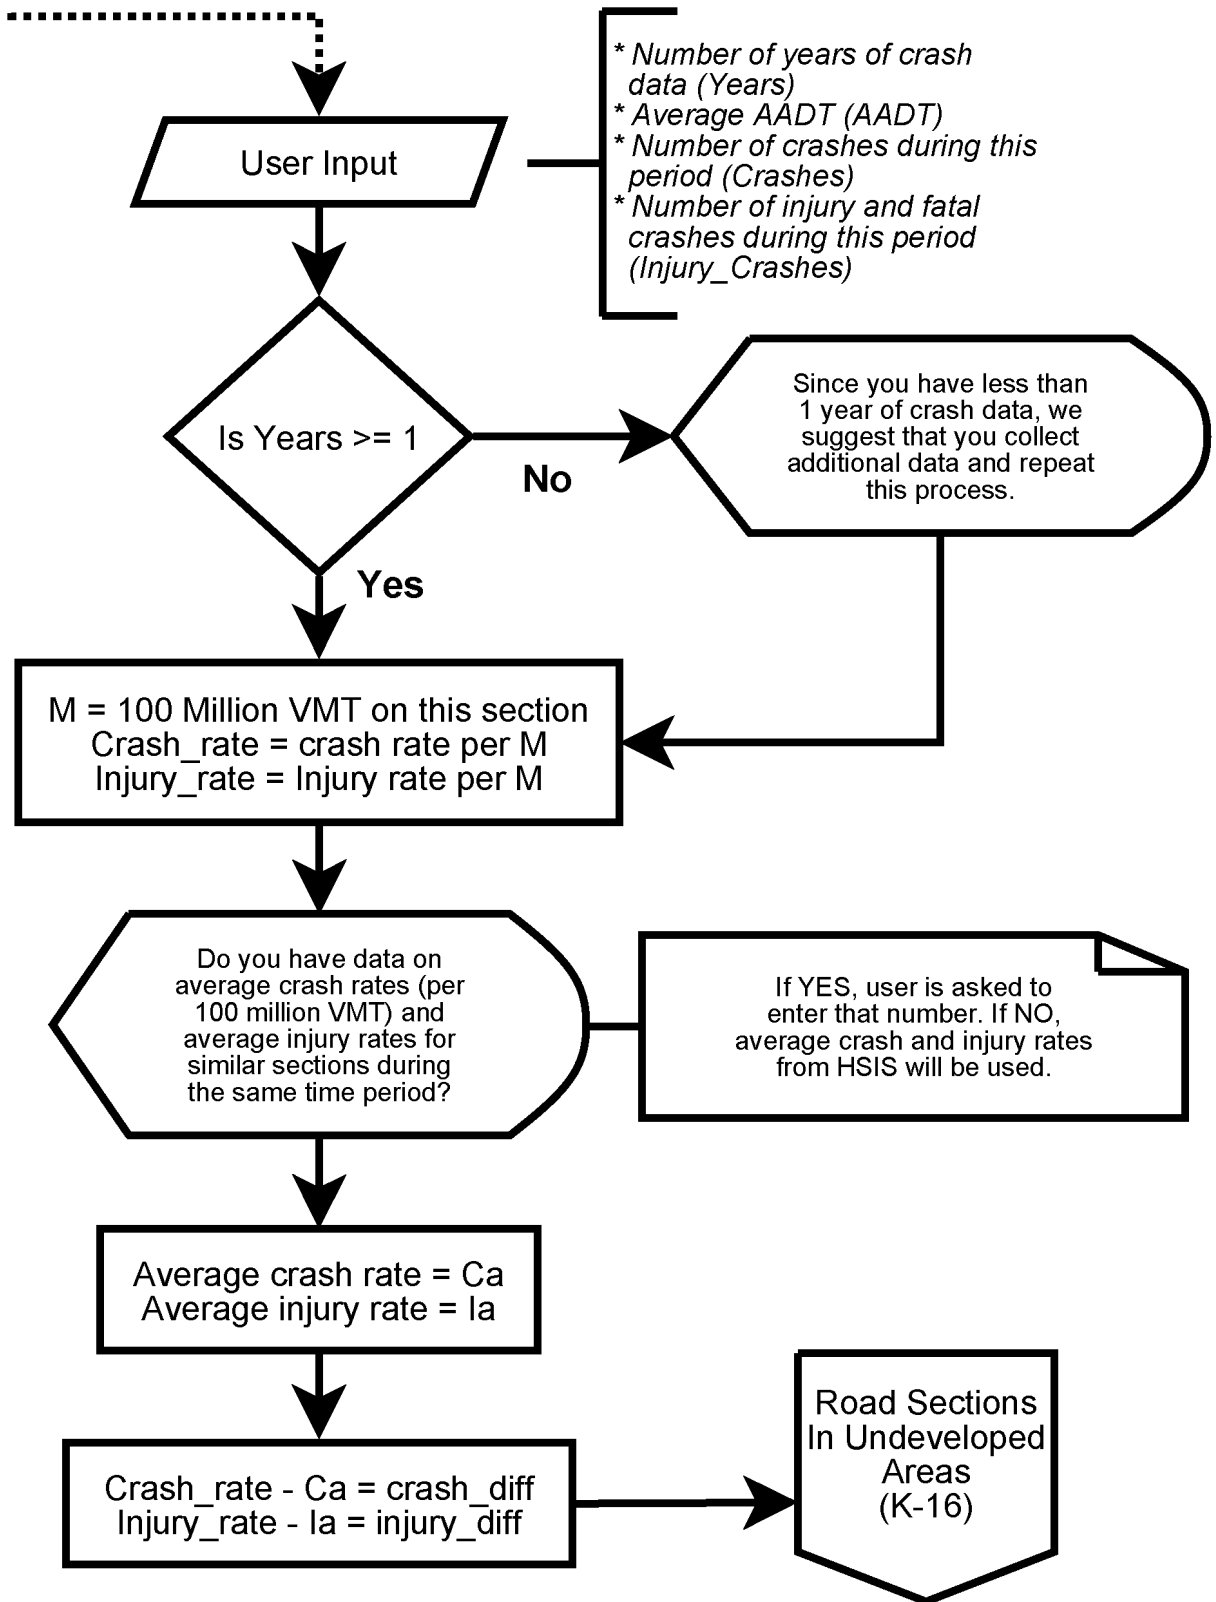 * Number of years of crash
data (Years)
* Average AADT (AADT)
* Number of crashes during this
period (Crashes)
* Number of injury and fatal
crashes during this period
(Injury_Crashes)
User Input
Is Years >= 1
No
Since you have less than
1 year of crash data, we
suggest that you collect
additional data and repeat
this process.
Yes
M = 100 Million VMT on this section
Crash_rate = crash rate per M
Injury_rate = Injury rate per M
Do you have data on
average crash rates (per
100 million VMT) and
average injury rates for
similar sections during
the same time period?
If YES, user is asked to
enter that number. If NO,
average crash and injury rates
from HSIS will be used.
Average crash rate = Ca
Average injury rate = Ia
Crash_rate - Ca = crash_diff
Injury_rate - Ia = injury_diff
Road Sections
In Undeveloped
Areas
(K-16)